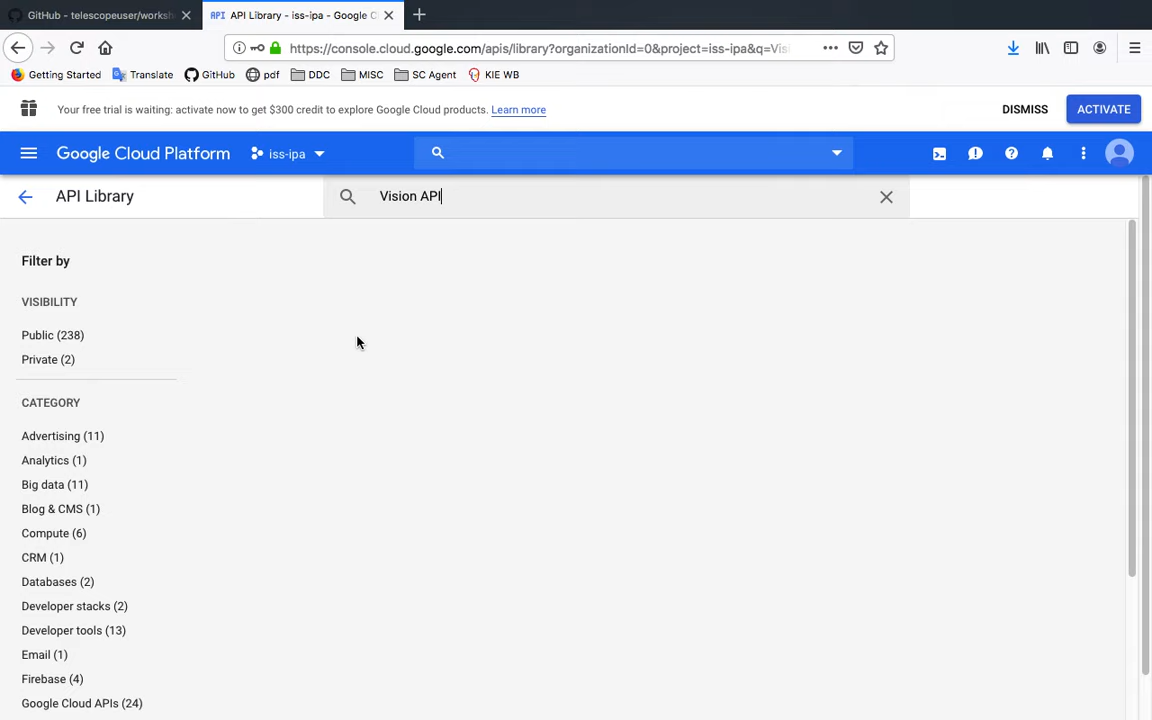 GitHub - telescopeuser/worksh
API API Library - iss-ipa - Google C
https://console.cloud.google.com/apis/library?organizationId=0&project=iss-ipa&q=Vis
Getting Started Translate GitHub pdf DDC MISC SC Agent KIE WB
Your free trial is waiting: activate now to get $300 credit to explore Google Cloud products. Learn more DISMISS ACTIVATE
Google Cloud Platform iss-ipa
API Library Vision API
Filter by
VISIBILITY
Public (238)
Private (2)
CATEGORY
Advertising (11)
Analytics (1)
Big data (11)
Blog & CMS (1)
Compute (6)
CRM (1)
Databases (2)
Developer stacks (2)
Developer tools (13)
Email (1)
Firebase (4)
Google Cloud APIs (24)